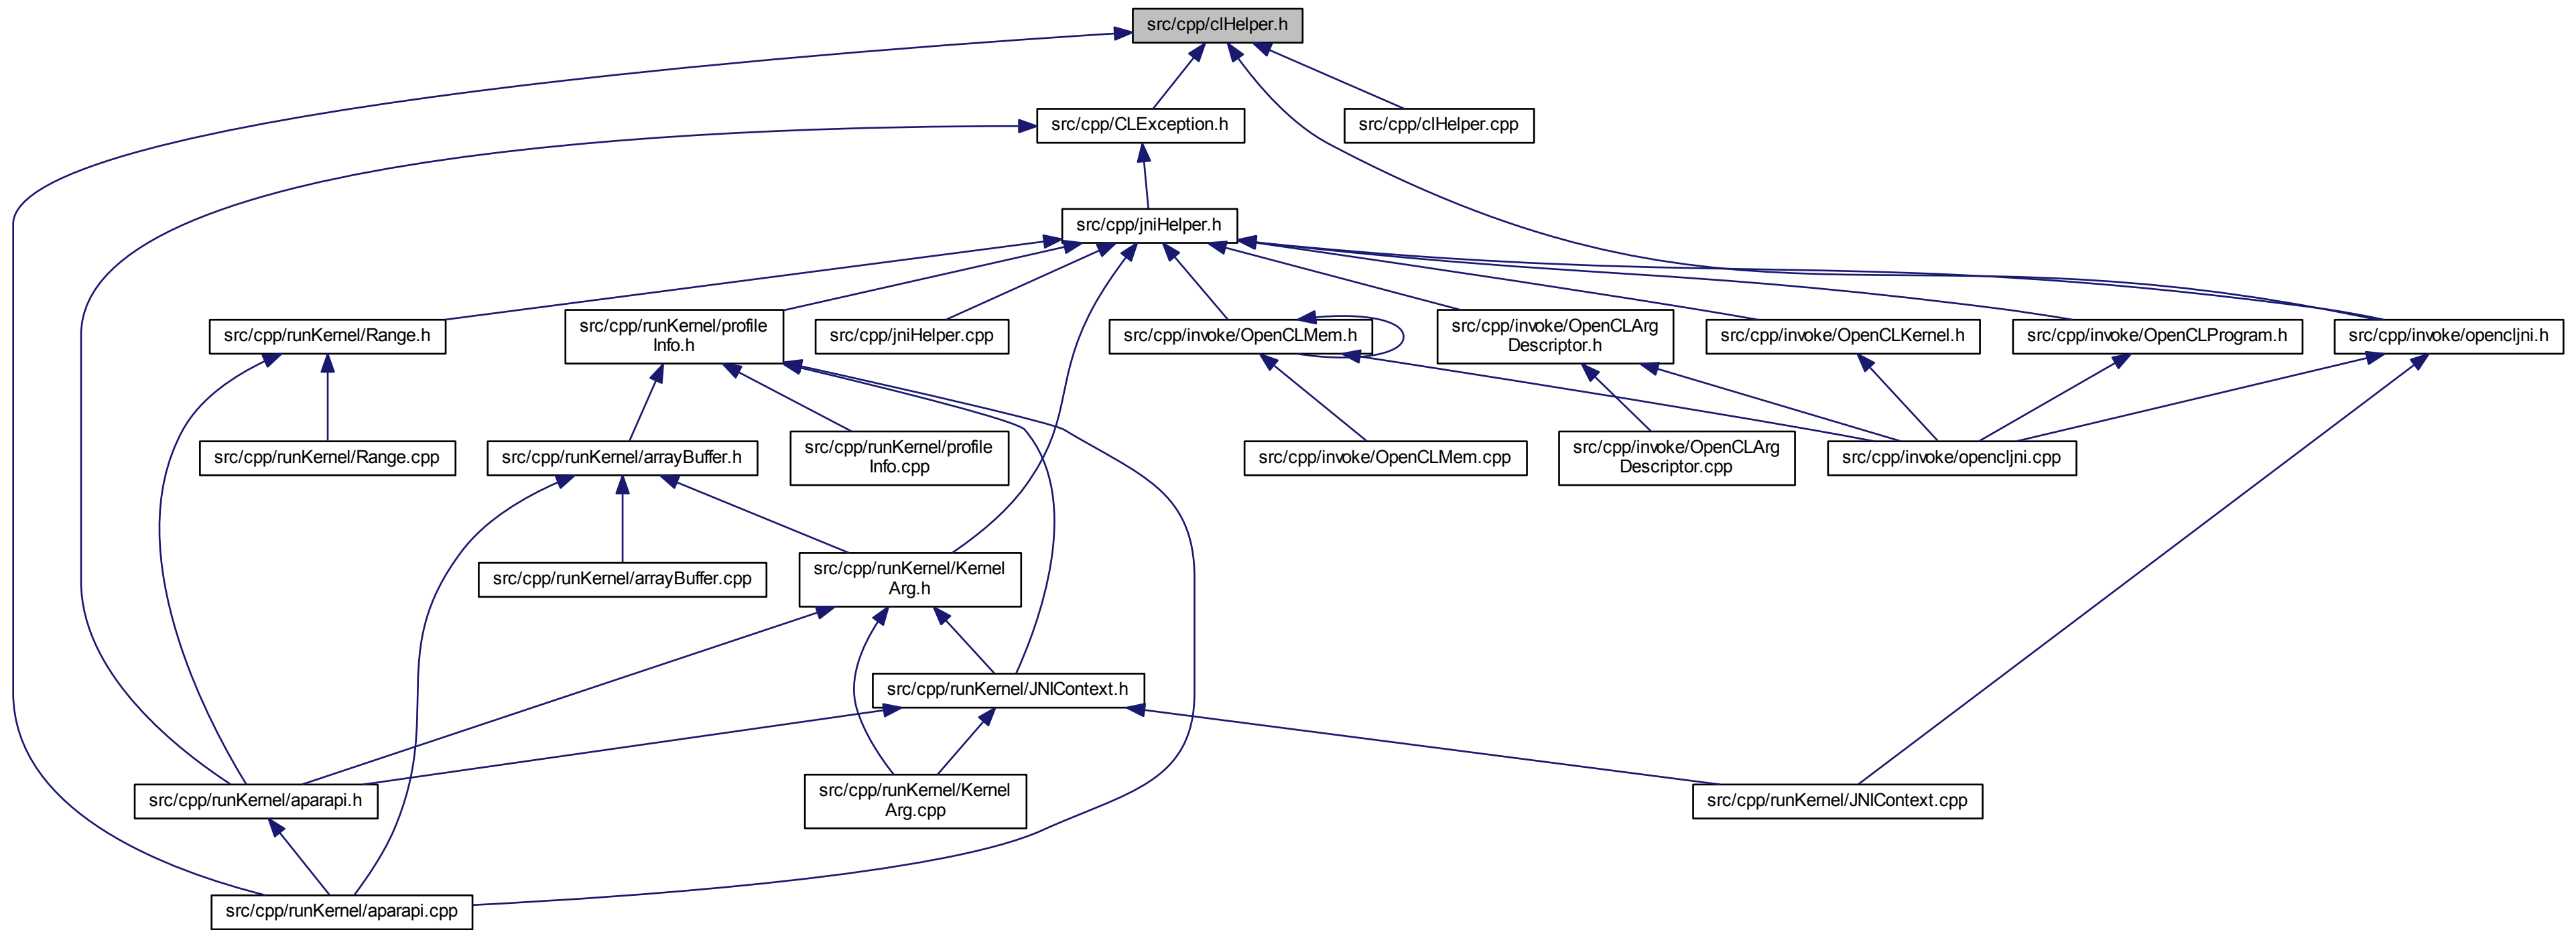 src/cpp/clHelper.h
src/cpp/CLException.h
src/cpp/clHelper.cpp
src/cpp/jniHelper.h
src/cpp/runKernel/Range.h
src/cpp/runKernel/profile
Info.h
src/cpp/jniHelper.cpp
src/cpp/invoke/OpenCLMem.h
src/cpp/invoke/OpenCLArg
Descriptor.h
src/cpp/invoke/OpenCLKernel.h
src/cpp/invoke/OpenCLProgram.h
src/cpp/invoke/opencljni.h
src/cpp/runKernel/Range.cpp
src/cpp/runKernel/arrayBuffer.h
src/cpp/runKernel/profile
Info.cpp
src/cpp/invoke/OpenCLMem.cpp
src/cpp/invoke/OpenCLArg
Descriptor.cpp
src/cpp/invoke/opencljni.cpp
src/cpp/runKernel/arrayBuffer.cpp
src/cpp/runKernel/Kernel
Arg.h
src/cpp/runKernel/JNIContext.h
src/cpp/runKernel/aparapi.h
src/cpp/runKernel/Kernel
Arg.cpp
src/cpp/runKernel/JNIContext.cpp
src/cpp/runKernel/aparapi.cpp